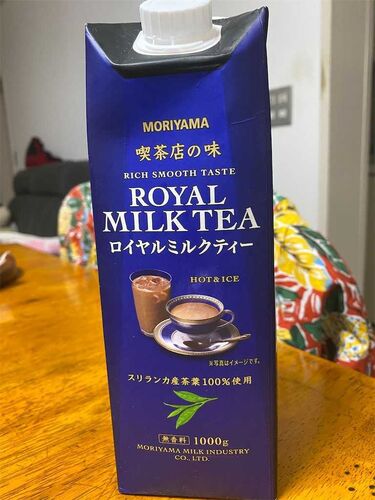 MORIYAMA
喫茶店の味
RICH SMOOTH TASTE
ROYAL
MILK TEA
ロイヤルミルクティー
HOT & ICE
※写真はイメージです。
スリランカ産茶葉100%使用
無香料 1000g
MORIYAMA MILK INDUSTRY
CO., LTD.